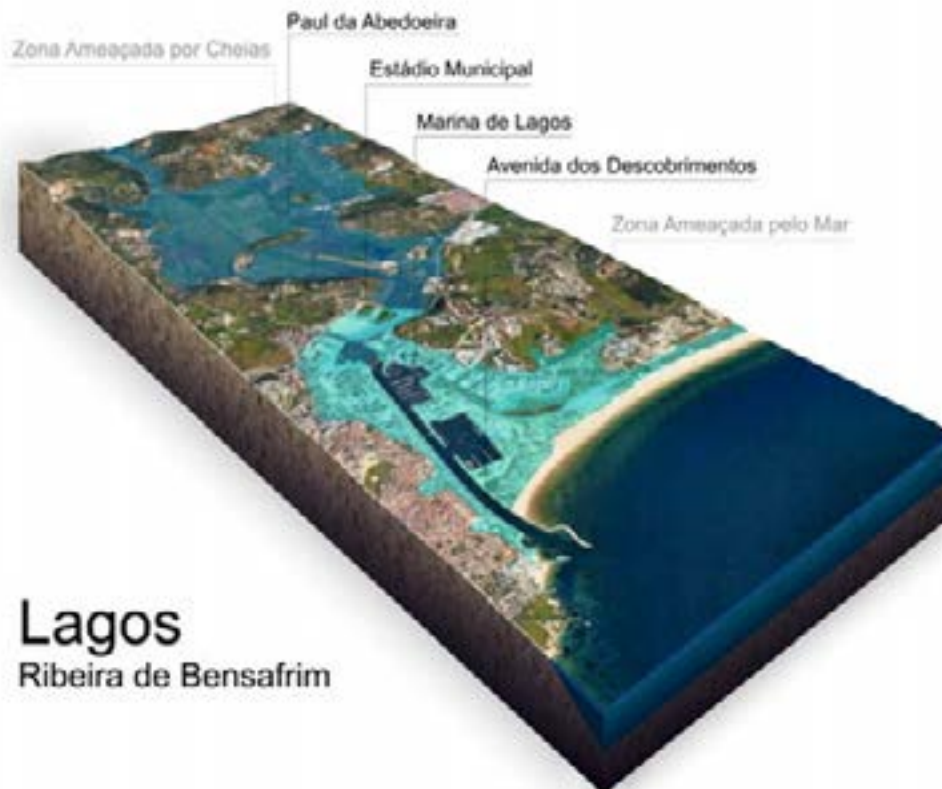 Paul da Abedoeira
Zona Ameaçada por Cheias
Estádio Municipal
Marina de Lagos
Avenida dos Descobrimentos
Zona Ameaçada pelo Mar
Lagos
Ribeira de Bensafrim